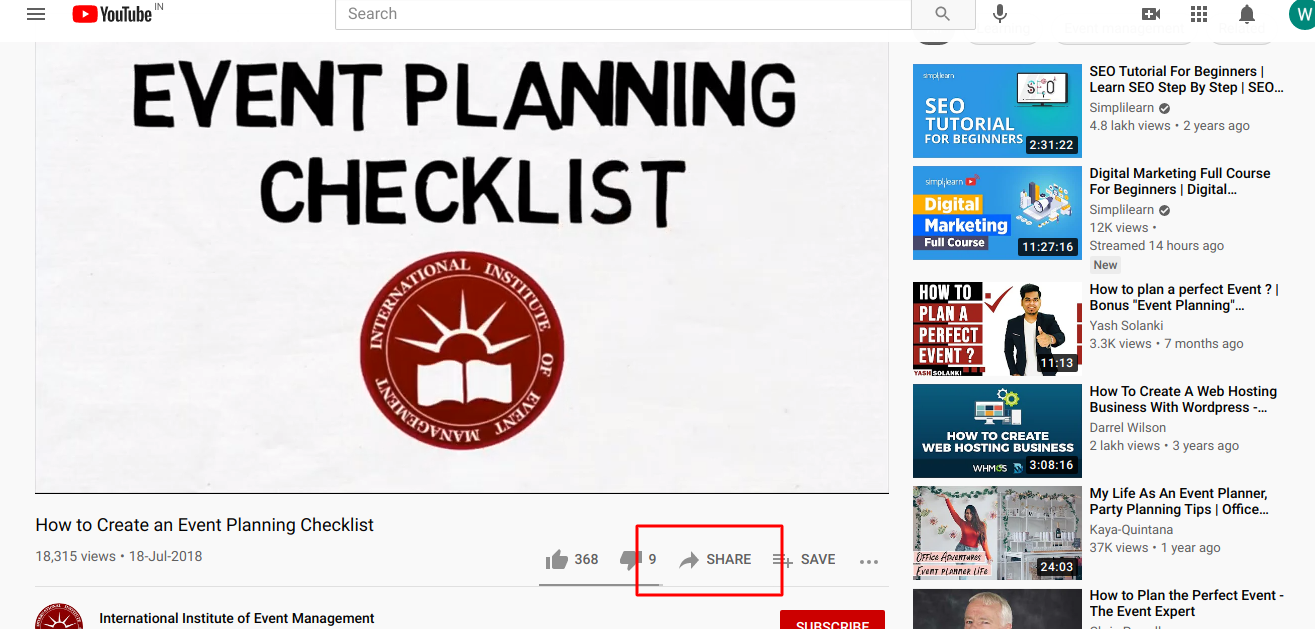 YouTube IN
Search
W
EVENT PLANNING
CHECKLIST
INTERNATIONAL INSTITUTE OF EVENT MANAGEMENT
How to Create an Event Planning Checklist
18,315 views • 18-Jul-2018
368
9
SHARE
SAVE
International Institute of Event Management
SUBSCRIBE
simplilearn
SEO
SEO
TUTORIAL
FOR BEGINNERS
2:31:22
SEO Tutorial For Beginners |
Learn SEO Step By Step | SEO...
Simplilearn
4.8 lakh views • 2 years ago
simplilearn
Digital
Marketing
Full Course
11:27:16
Digital Marketing Full Course
For Beginners | Digital...
Simplilearn
12K views •
Streamed 14 hours ago
New
HOW TO
PLAN A
PERFECT
EVENT ?
YASH SOLANKI
11:13
How to plan a perfect Event ? |
Bonus "Event Planning"...
Yash Solanki
3.3K views • 7 months ago
HOW TO CREATE
WEB HOSTING BUSINESS
WHMCS
3:08:16
How To Create A Web Hosting
Business With Wordpress -...
Darrel Wilson
2 lakh views • 3 years ago
Office Adventures
Event planner life
24:03
My Life As An Event Planner,
Party Planning Tips | Office...
Kaya-Quintana
37K views • 1 year ago
How to Plan the Perfect Event -
The Event Expert